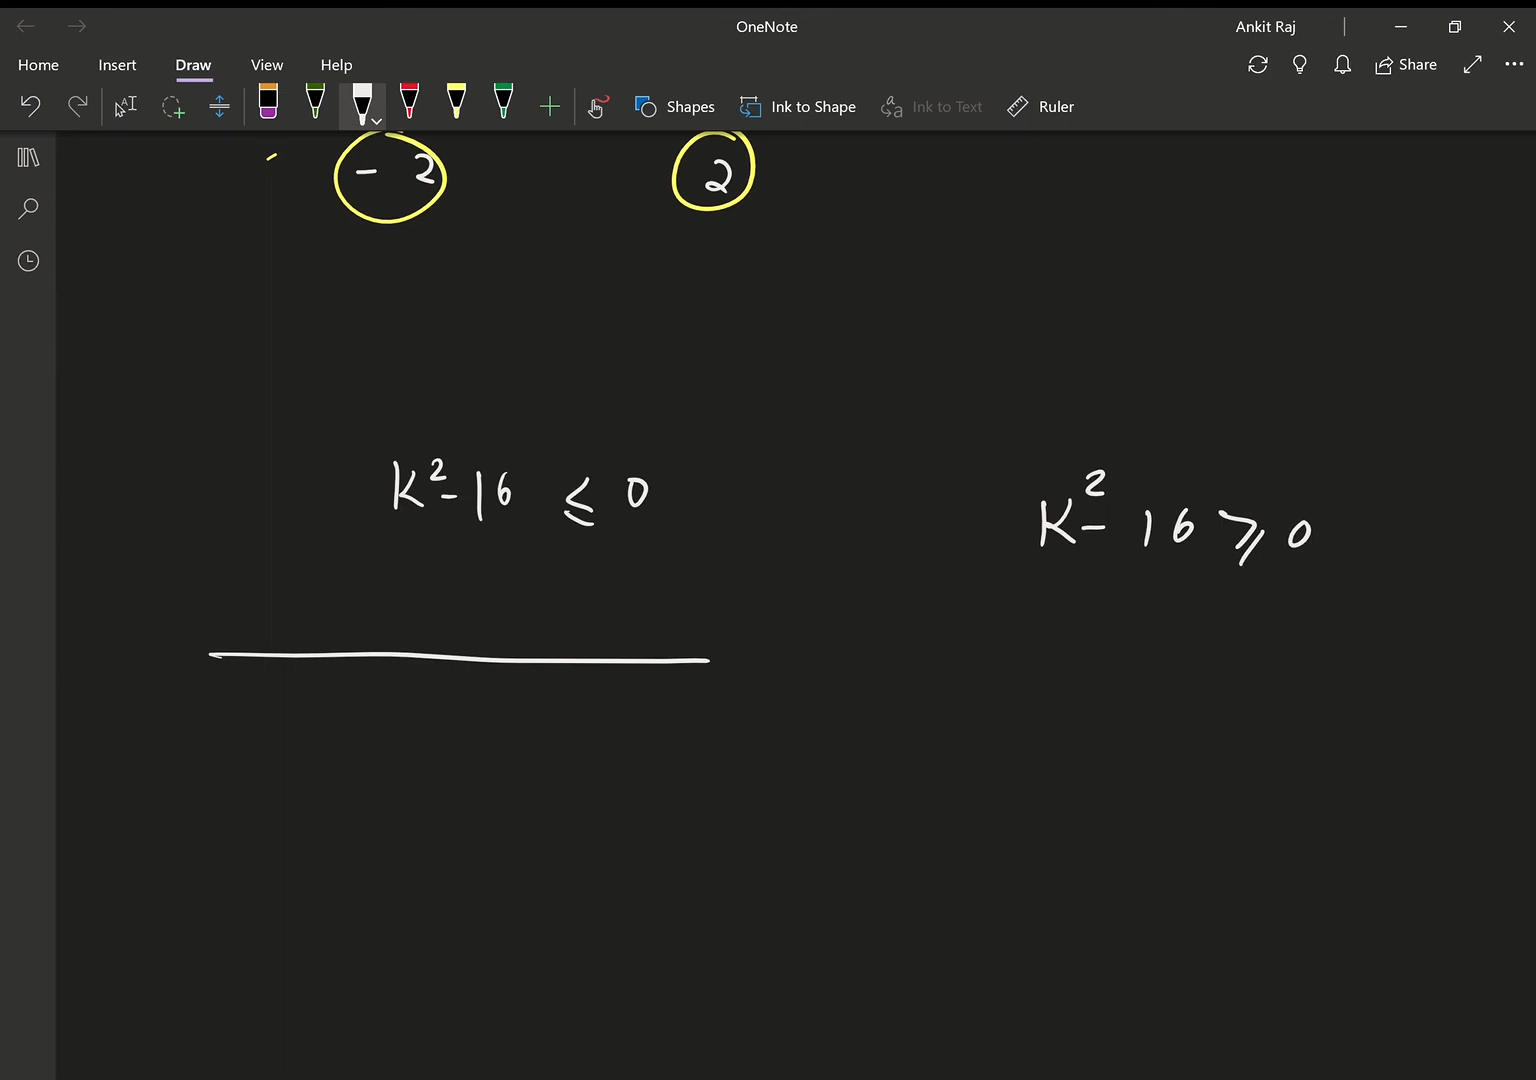 OneNote
Ankit Raj
Home Insert Draw View Help
Share
Shapes Ink to Shape Ink to Text Ruler
- 2 2
K² - 16 ≤ 0
K² - 16 ≥ 0